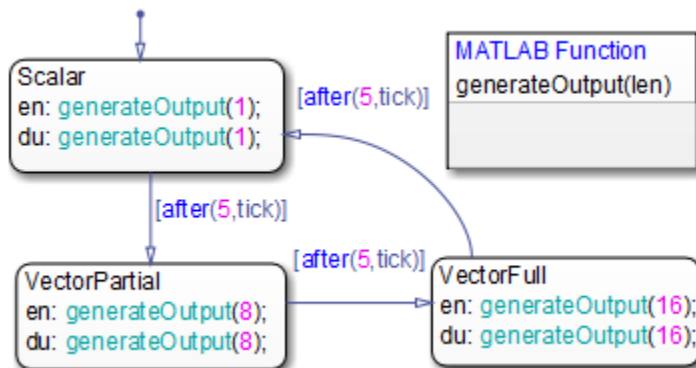 Scalar
en: generateOutput(1);
du: generateOutput(1);
[after(5,tick)]
MATLAB Function
generateOutput(len)
[after(5,tick)]
VectorPartial
en: generateOutput(8);
du: generateOutput(8);
[after(5,tick)]
VectorFull
en: generateOutput(16);
du: generateOutput(16);